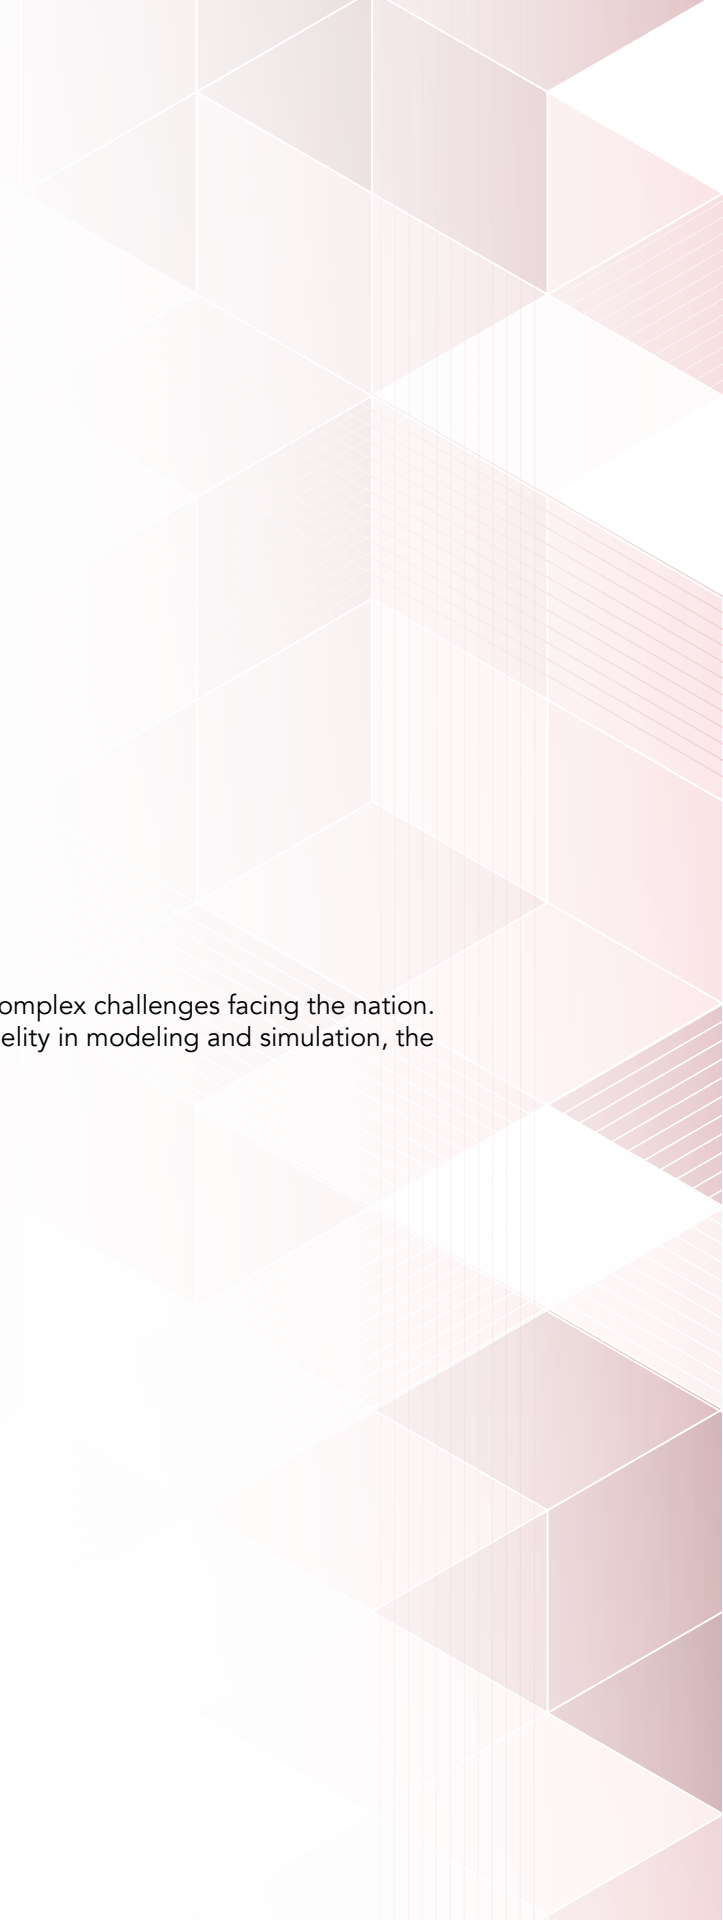 omplex challenges facing the nation.
elity in modeling and simulation, the